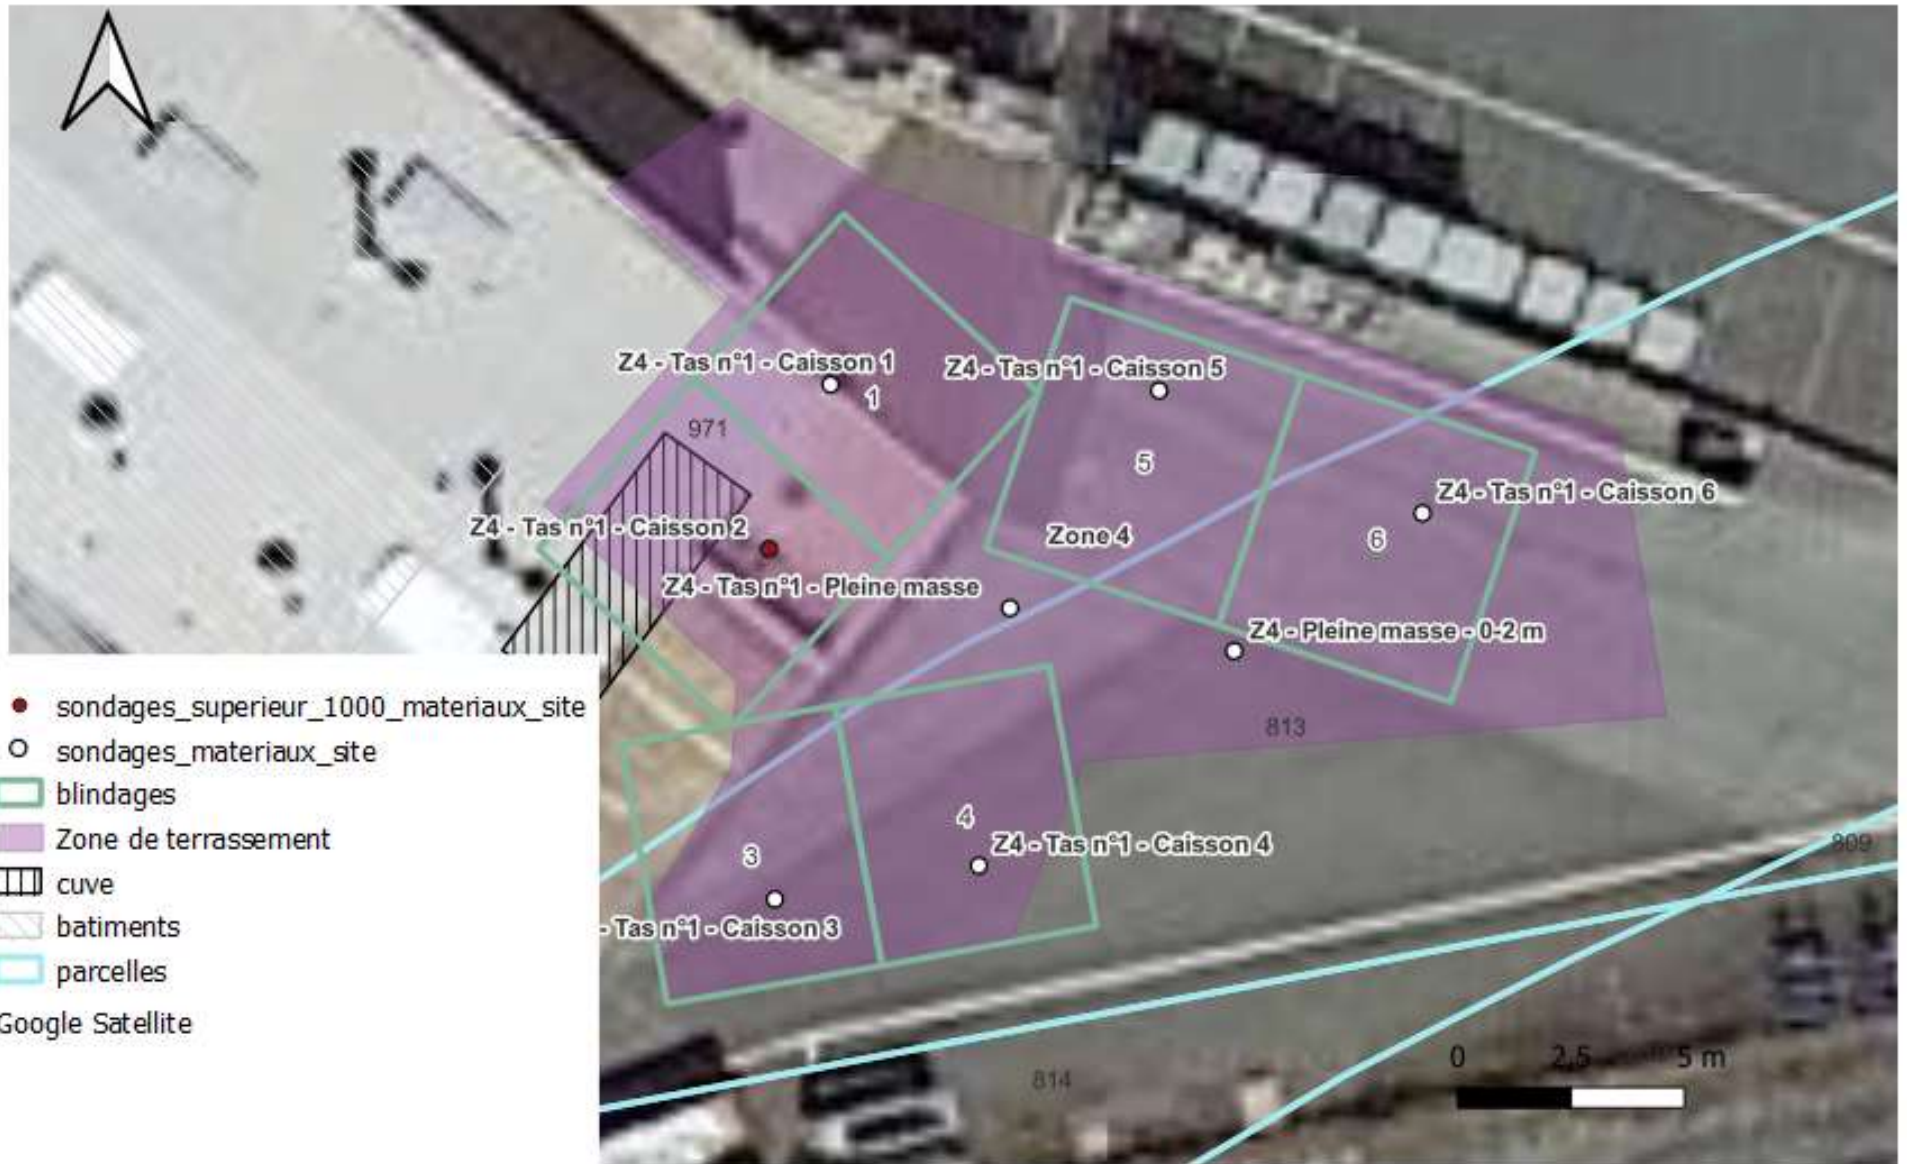 Z4 - Tas n°1 - Caisson 1
Z4 - Tas n°1 - Caisson 5
1
971
5
Z4 - Tas n°1 - Caisson 6
Z4 - Tas n°1 - Caisson 2
Zone 4
6
Z4 - Tas n°1 - Pleine masse
Z4 - Pleine masse - 0-2 m
813
4
Z4 - Tas n°1 - Caisson 4
3
809
- Tas n°1 - Caisson 3
814
0 2,5 5 m
sondages_superieur_1000_materiaux_site
sondages_materiaux_site
blindages
Zone de terrassement
cuve
batiments
parcelles
Google Satellite